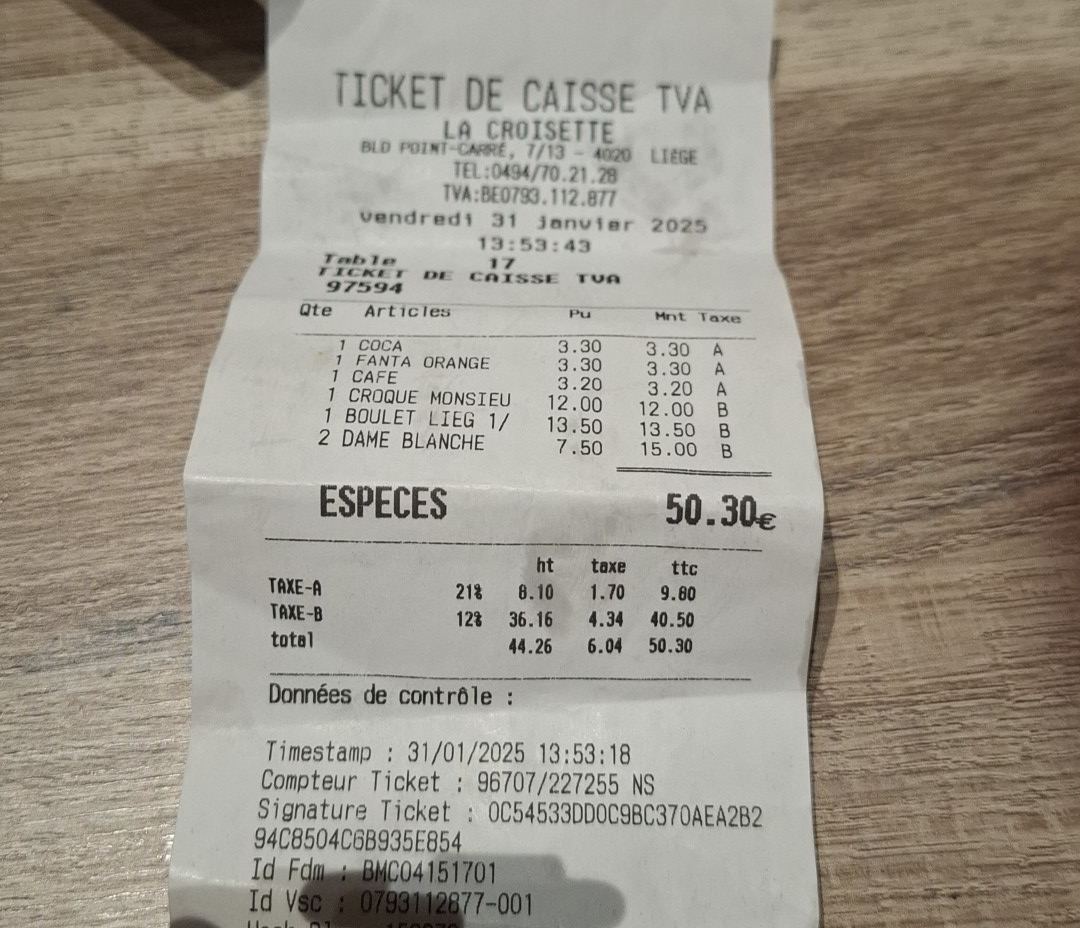 TICKET DE CAISSE TVA
LA CROISETTE
BLD POINT-CARRÉ, 7/13 - 4020 LIEGE
TEL:0494/70.21.28
TVA:BE0793.112.877
vendredi 31 janvier 2025
13:53:43
Table 17
TICKET DE CAISSE TVA
97594
Qte Articles Pu Mnt Taxe
1 COCA 3.30 3.30 A
1 FANTA ORANGE 3.30 3.30 A
1 CAFE 3.20 3.20 A
1 CROQUE MONSIEU 12.00 12.00 B
1 BOULET LIEG 1/ 13.50 13.50 B
2 DAME BLANCHE 7.50 15.00 B
ESPECES 50.30€
ht taxe ttc
TAXE-A 21% 8.10 1.70 9.80
TAXE-B 12% 36.16 4.34 40.50
total 44.26 6.04 50.30
Données de contrôle :
Timestamp : 31/01/2025 13:53:18
Compteur Ticket : 96707/227255 NS
Signature Ticket : 0C54533DD0C9BC370AEA2B2
94C8504C6B935E854
Id Fdm : BMC04151701
Id Vsc : 0793112877-001